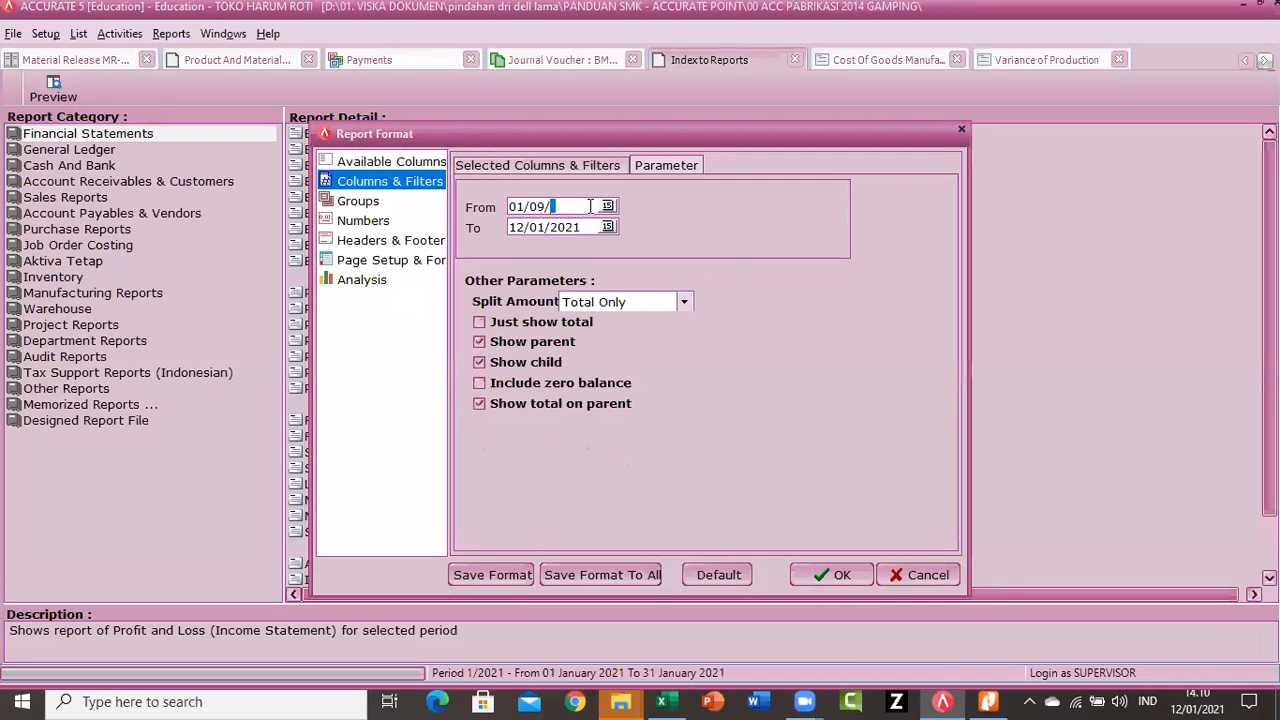 ACCURATE 5 [Education] - Education - TOKO HARUM ROTI [D:\01. VISKA DOKUMEN\pindahan dri dell lama\PANDUAN SMK - ACCURATE POINT\00 ACC PABRIKASI 2014 GAMPING\]
File Setup List Activities Reports Windows Help
Material Release MR-... Product And Material... Payments Journal Voucher : BM... Index to Reports Cost Of Goods Manufa... Variance of Production
Preview
Report Category :
Financial Statements
General Ledger
Cash And Bank
Account Receivables & Customers
Sales Reports
Account Payables & Vendors
Purchase Reports
Job Order Costing
Aktiva Tetap
Inventory
Manufacturing Reports
Warehouse
Project Reports
Department Reports
Audit Reports
Tax Support Reports (Indonesian)
Other Reports
Memorized Reports ...
Designed Report File
Report Detail :
Report Format
Available Columns
Columns & Filters
Groups
Numbers
Headers & Footer
Page Setup & For
Analysis
Selected Columns & Filters Parameter
From 01/09/
To 12/01/2021
Other Parameters :
Split Amount Total Only
Just show total
Show parent
Show child
Include zero balance
Show total on parent
Save Format Save Format To All Default OK Cancel
Description :
Shows report of Profit and Loss (Income Statement) for selected period
Period 1/2021 - From 01 January 2021 To 31 January 2021 Login as SUPERVISOR
Type here to search
IND
14.10
12/01/2021